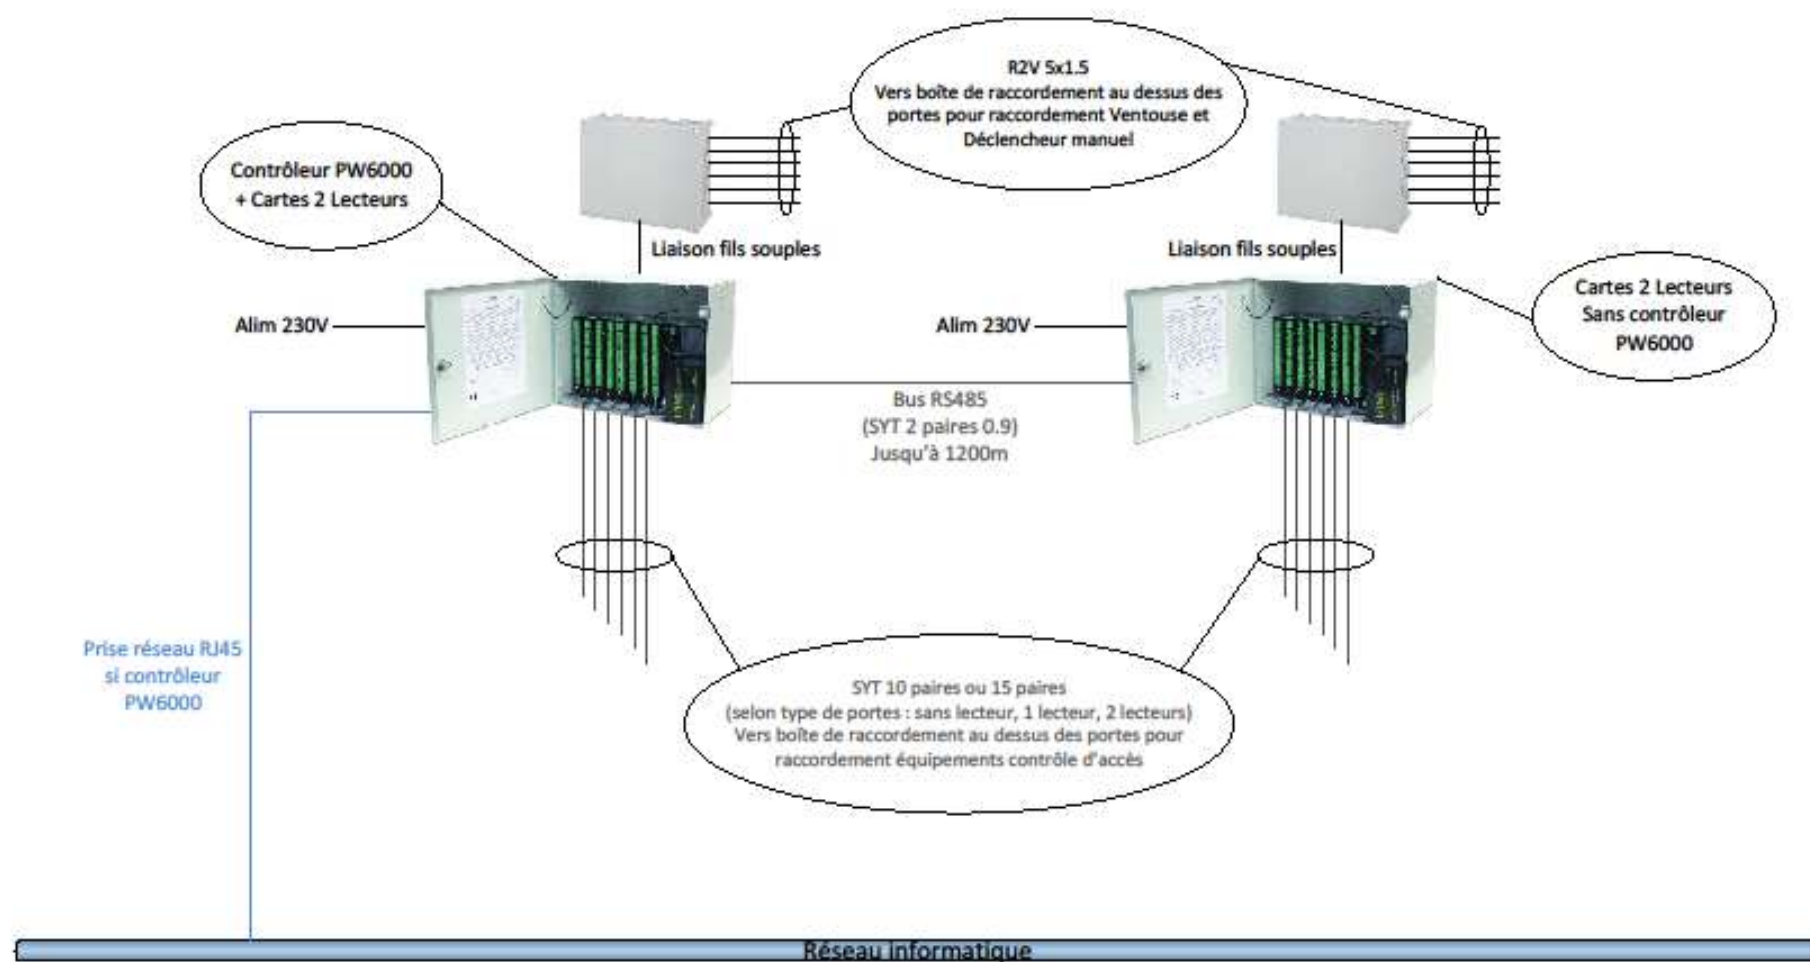 R2V 5x1.5
Vers boîte de raccordement au dessus des
portes pour raccordement Ventouse et
Déclencheur manuel
Contrôleur PW6000
+ Cartes 2 Lecteurs
Liaison fils souples
Liaison fils souples
Cartes 2 Lecteurs
Sans contrôleur
PW6000
Alim 230V
Alim 230V
Bus RS485
(SYT 2 paires 0.9)
Jusqu'à 1200m
Prise réseau RJ45
si contrôleur
PW6000
SYT 10 paires ou 15 paires
(selon type de portes : sans lecteur, 1 lecteur, 2 lecteurs)
Vers boîte de raccordement au dessus des portes pour
raccordement équipements contrôle d'accès
Réseau informatique